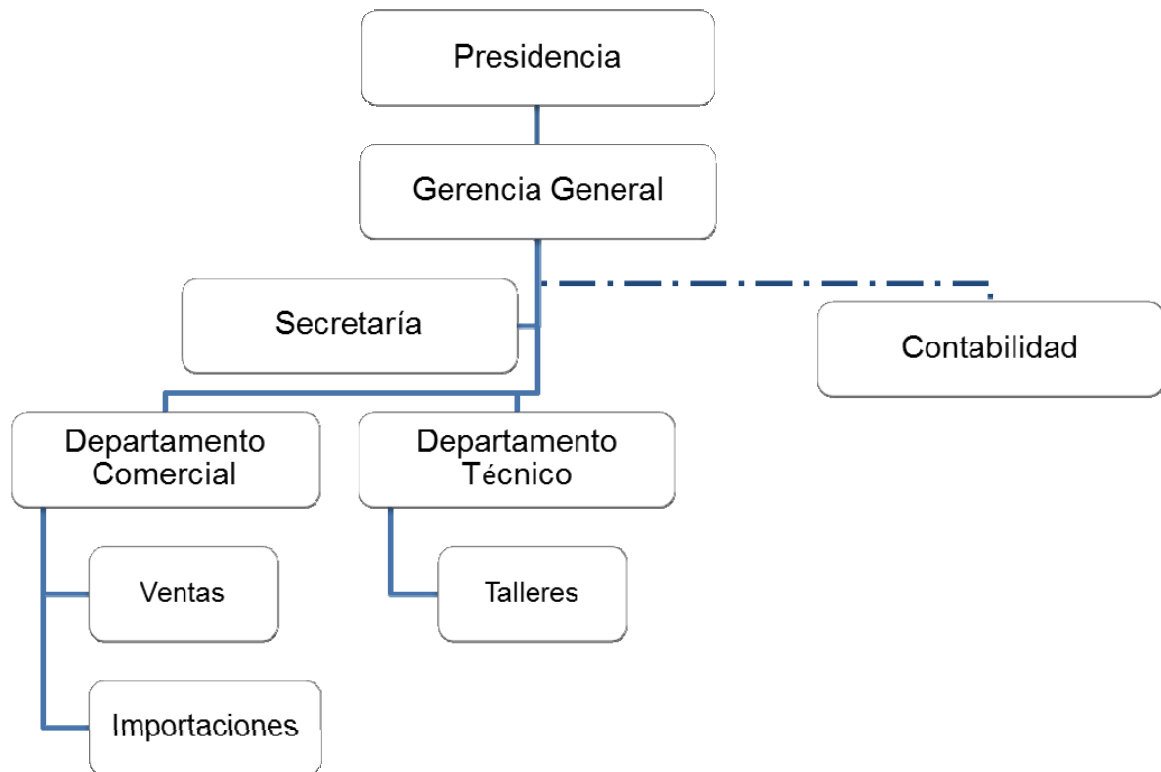 Presidencia
Gerencia General
Secretaría
Contabilidad
Departamento
Comercial
Departamento
Técnico
Ventas
Talleres
Importaciones